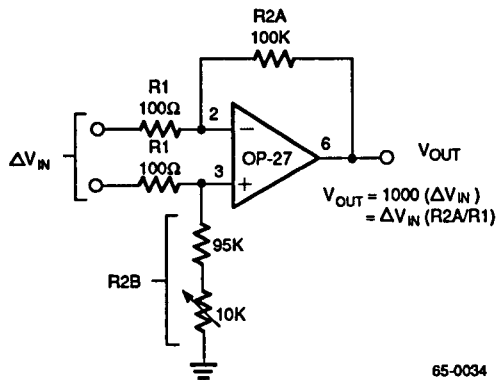 R2A
100K
R1
100Ω
2
−
ΔV_IN
R1
100Ω
3
+
OP-27
6
V_OUT
V_OUT = 1000 (ΔV_IN)
= ΔV_IN (R2A/R1)
R2B
95K
10K
65-0034